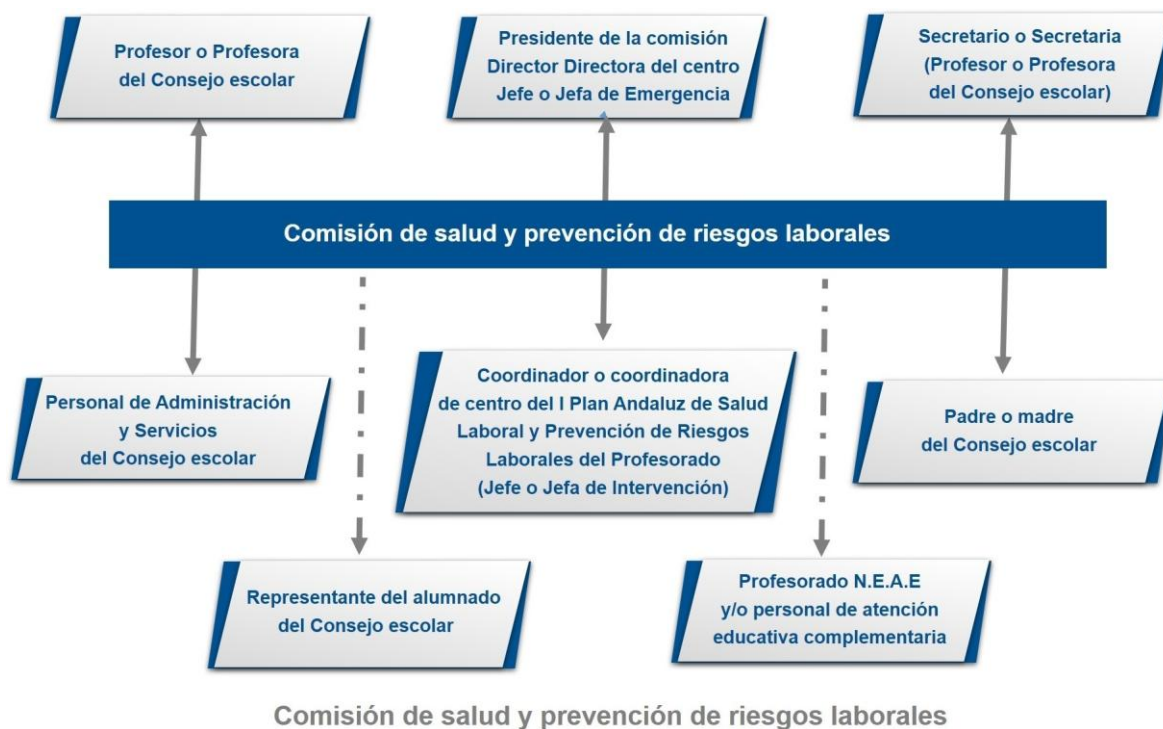 Profesor o Profesora
del Consejo escolar
Presidente de la comisión
Director Directora del centro
Jefe o Jefa de Emergencia
Secretario o Secretaria
(Profesor o Profesora
del Consejo escolar)
Comisión de salud y prevención de riesgos laborales
Personal de Administración
y Servicios
del Consejo escolar
Coordinador o coordinadora
de centro del I Plan Andaluz de Salud
Laboral y Prevención de Riesgos
Laborales del Profesorado
(Jefe o Jefa de Intervención)
Padre o madre
del Consejo escolar
Representante del alumnado
del Consejo escolar
Profesorado N.E.A.E
y/o personal de atención
educativa complementaria
Comisión de salud y prevención de riesgos laborales